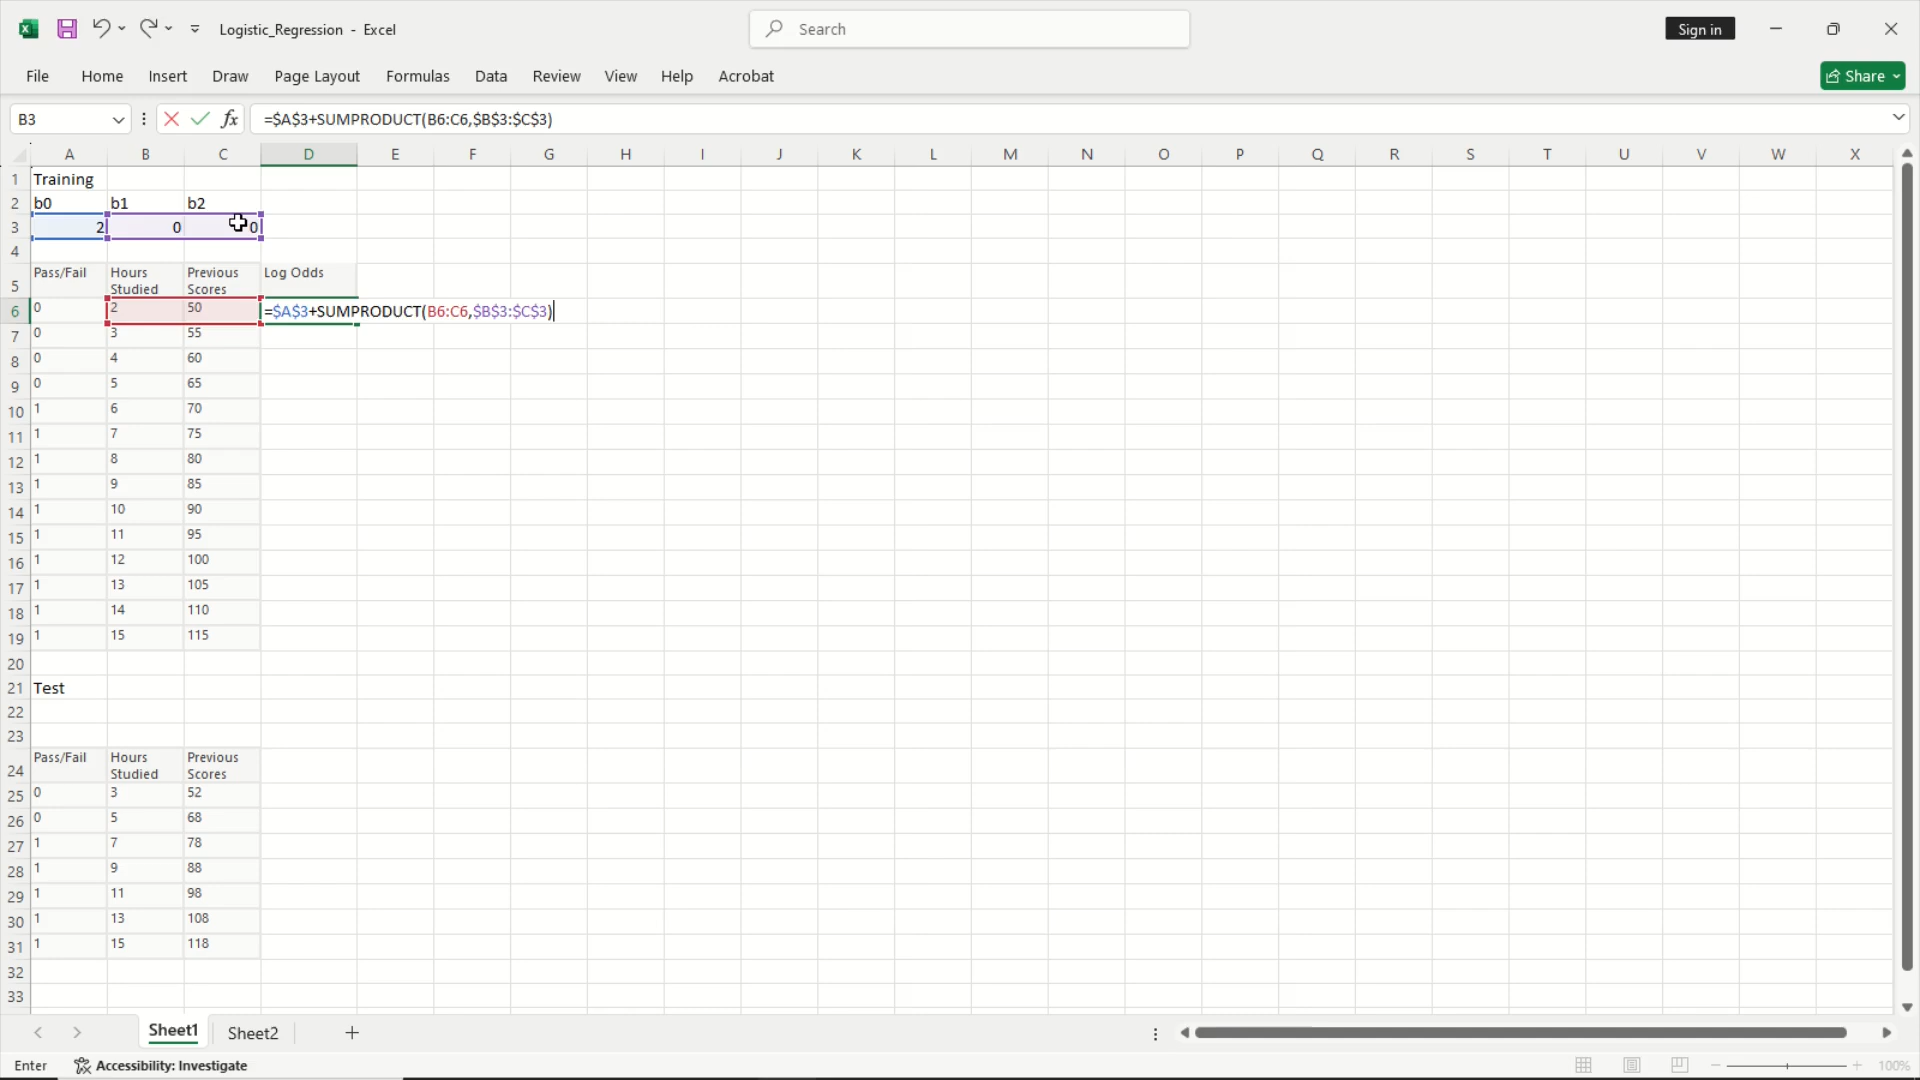 Logistic_Regression - Excel
Search
Sign in
File Home Insert Draw Page Layout Formulas Data Review View Help Acrobat
Share
B3 fx =$A$3+SUMPRODUCT(B6:C6,$B$3:$C$3)
A B C D E F G H I J K L M N O P Q R S T U V W X
1 Training
2 b0 b1 b2
3 2 0 0
4
5 Pass/Fail Hours Studied Previous Scores Log Odds
6 0 2 50 =$A$3+SUMPRODUCT(B6:C6,$B$3:$C$3)
7 0 3 55
8 0 4 60
9 0 5 65
10 1 6 70
11 1 7 75
12 1 8 80
13 1 9 85
14 1 10 90
15 1 11 95
16 1 12 100
17 1 13 105
18 1 14 110
19 1 15 115
20
21 Test
22
23
24 Pass/Fail Hours Studied Previous Scores
25 0 3 52
26 0 5 68
27 1 7 78
28 1 9 88
29 1 11 98
30 1 13 108
31 1 15 118
32
33
Sheet1 Sheet2
Enter Accessibility: Investigate 100%